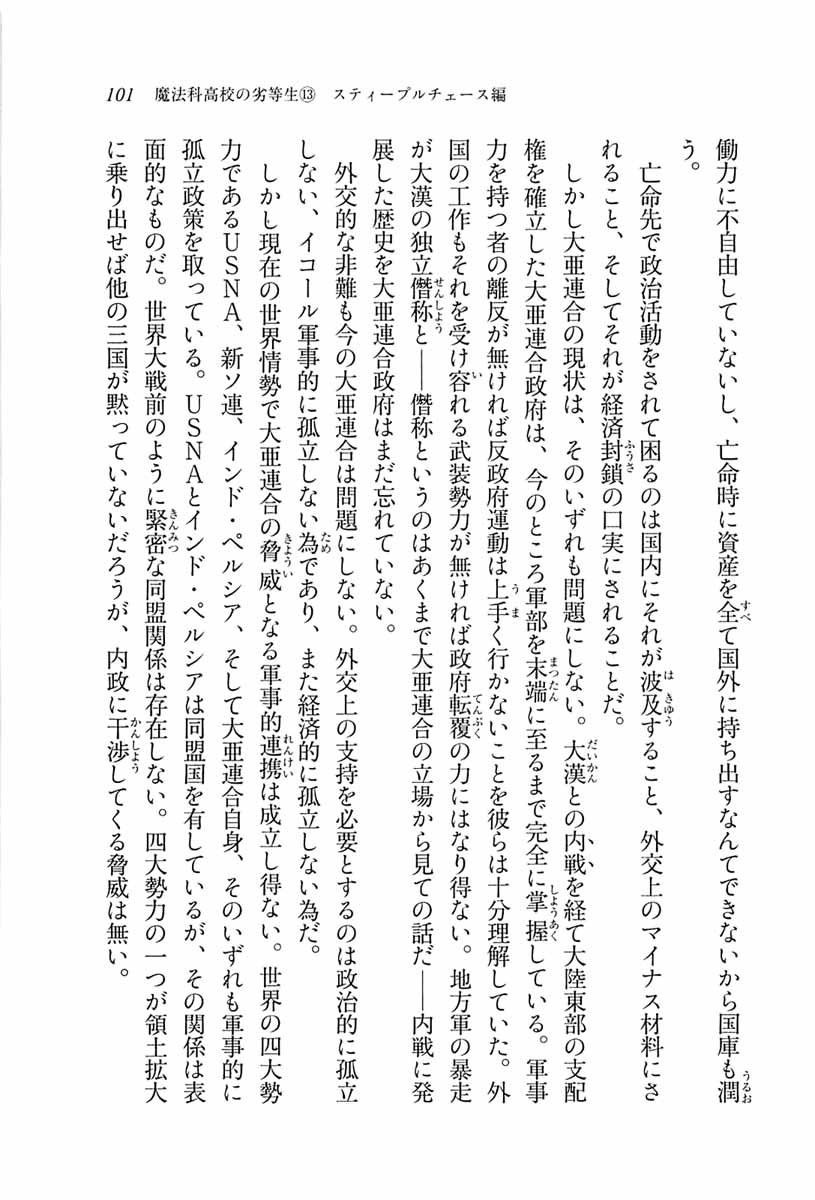 101　魔法科高校の劣等生⑬　スティープルチェース編
働力に不自由していないし、亡命時に資産を全て国外に持ち出すなんてできないから国庫も潤
う。
　亡命先で政治活動をされて困るのは国内にそれが波及すること、外交上のマイナス材料にさ
れること、そしてそれが経済封鎖の口実にされることだ。
　しかし大亜連合の現状は、そのいずれも問題にしない。大漢との内戦を経て大陸東部の支配
権を確立した大亜連合政府は、今のところ軍部を末端に至るまで完全に掌握している。軍事
力を持つ者の離反が無ければ反政府運動は上手く行かないことを彼らは十分理解していた。外
国の工作もそれを受け容れる武装勢力が無ければ政府転覆の力にはなり得ない。地方軍の暴走
が大漢の独立僭称と――僭称というのはあくまで大亜連合の立場から見ての話だ――内戦に発
展した歴史を大亜連合政府はまだ忘れていない。
　外交的な非難も今の大亜連合は問題にしない。外交上の支持を必要とするのは政治的に孤立
しない、イコール軍事的に孤立しない為であり、また経済的に孤立しない為だ。
　しかし現在の世界情勢で大亜連合の脅威となる軍事的連携は成立し得ない。世界の四大勢
力であるＵＳＮＡ、新ソ連、インド・ペルシア、そして大亜連合自身、そのいずれも軍事的に
孤立政策を取っている。ＵＳＮＡとインド・ペルシアは同盟国を有しているが、その関係は表
面的なものだ。世界大戦前のように緊密な同盟関係は存在しない。四大勢力の一つが領土拡大
に乗り出せば他の三国が黙っていないだろうが、内政に干渉してくる脅威は無い。